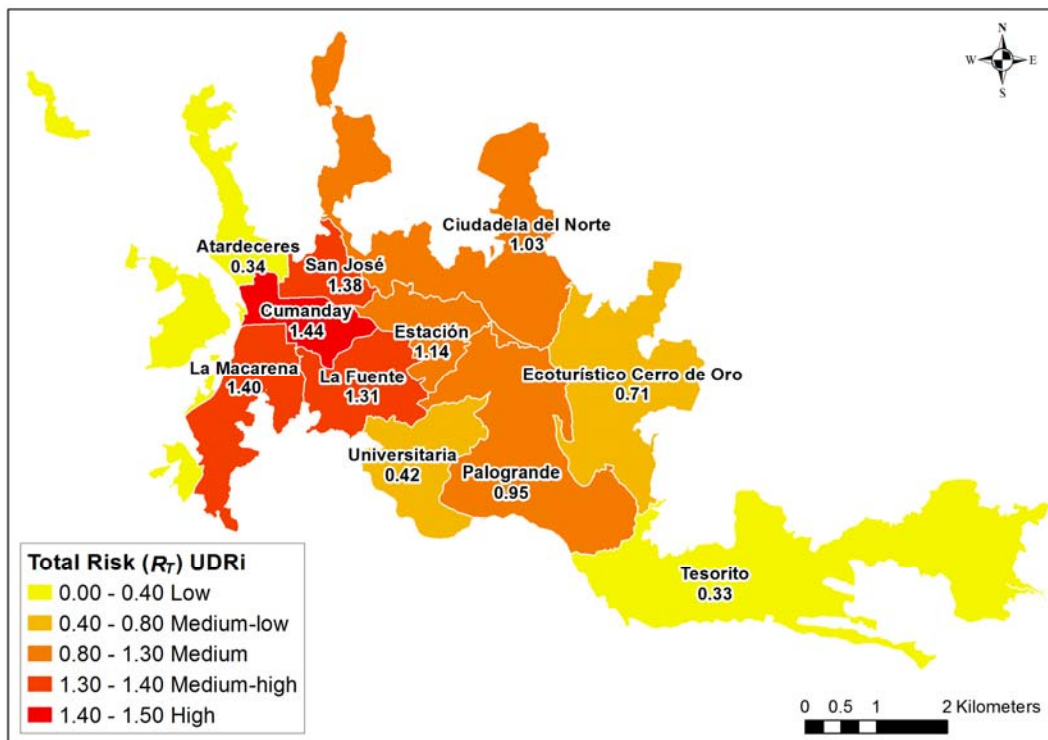 N
W E
S
Ciudadela del Norte
1.03
Atardeceres
0.34
San José
1.38
Cumanday
1.44
Estación
1.14
La Macarena
1.40
La Fuente
1.31
Ecoturístico Cerro de Oro
0.71
Universitaria
0.42
Palogrande
0.95
Tesorito
0.33
Total Risk (R_T) UDRi
0.00 - 0.40 Low
0.40 - 0.80 Medium-low
0.80 - 1.30 Medium
1.30 - 1.40 Medium-high
1.40 - 1.50 High
0 0.5 1 2 Kilometers